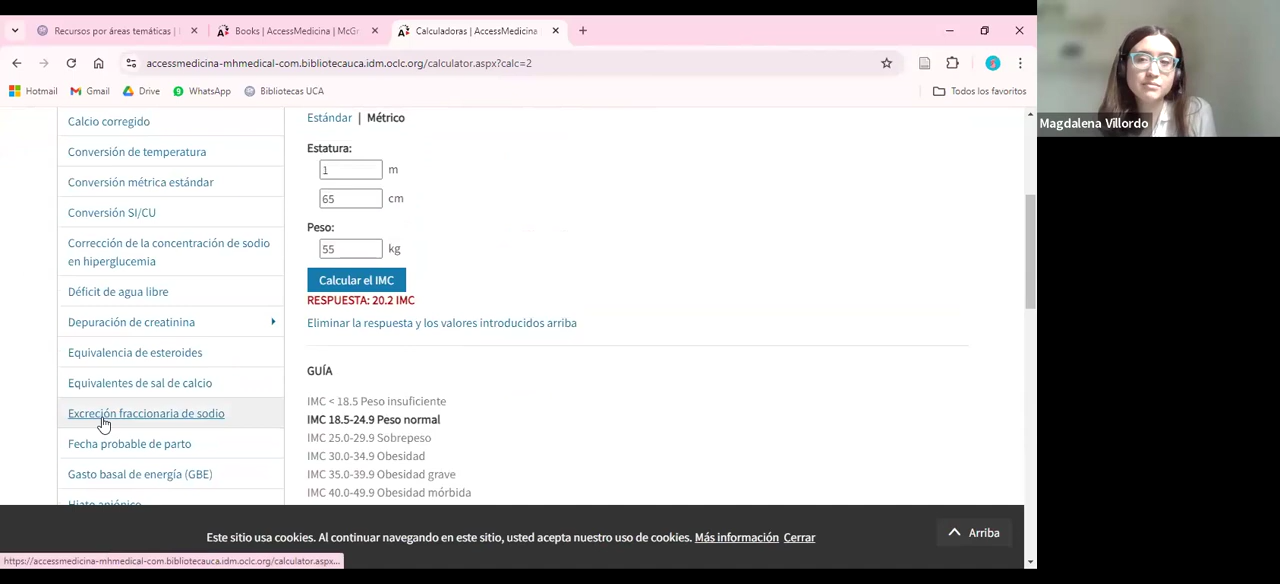 Recursos por áreas temáticas |
Books | AccessMedicina | McGr
Calculadoras | AccessMedicina
accessmedicina-mhmedical-com.bibliotecauca.idm.oclc.org/calculator.aspx?calc=2
Hotmail
Gmail
Drive
WhatsApp
Bibliotecas UCA
Todos los favoritos
Magdalena Villordo
Calcio corregido
Conversión de temperatura
Conversión métrica estándar
Conversión SI/CU
Corrección de la concentración de sodio
en hiperglucemia
Déficit de agua libre
Depuración de creatinina
Equivalencia de esteroides
Equivalentes de sal de calcio
Excreción fraccionaria de sodio
Fecha probable de parto
Gasto basal de energía (GBE)
Hiato aniónico
Estándar | Métrico
Estatura:
1 m
65 cm
Peso:
55 kg
Calcular el IMC
RESPUESTA: 20.2 IMC
Eliminar la respuesta y los valores introducidos arriba
GUÍA
IMC < 18.5 Peso insuficiente
IMC 18.5-24.9 Peso normal
IMC 25.0-29.9 Sobrepeso
IMC 30.0-34.9 Obesidad
IMC 35.0-39.9 Obesidad grave
IMC 40.0-49.9 Obesidad mórbida
Este sitio usa cookies. Al continuar navegando en este sitio, usted acepta nuestro uso de cookies. Más información Cerrar
Arriba
https://accessmedicina-mhmedical-com.bibliotecauca.idm.oclc.org/calculator.aspx...